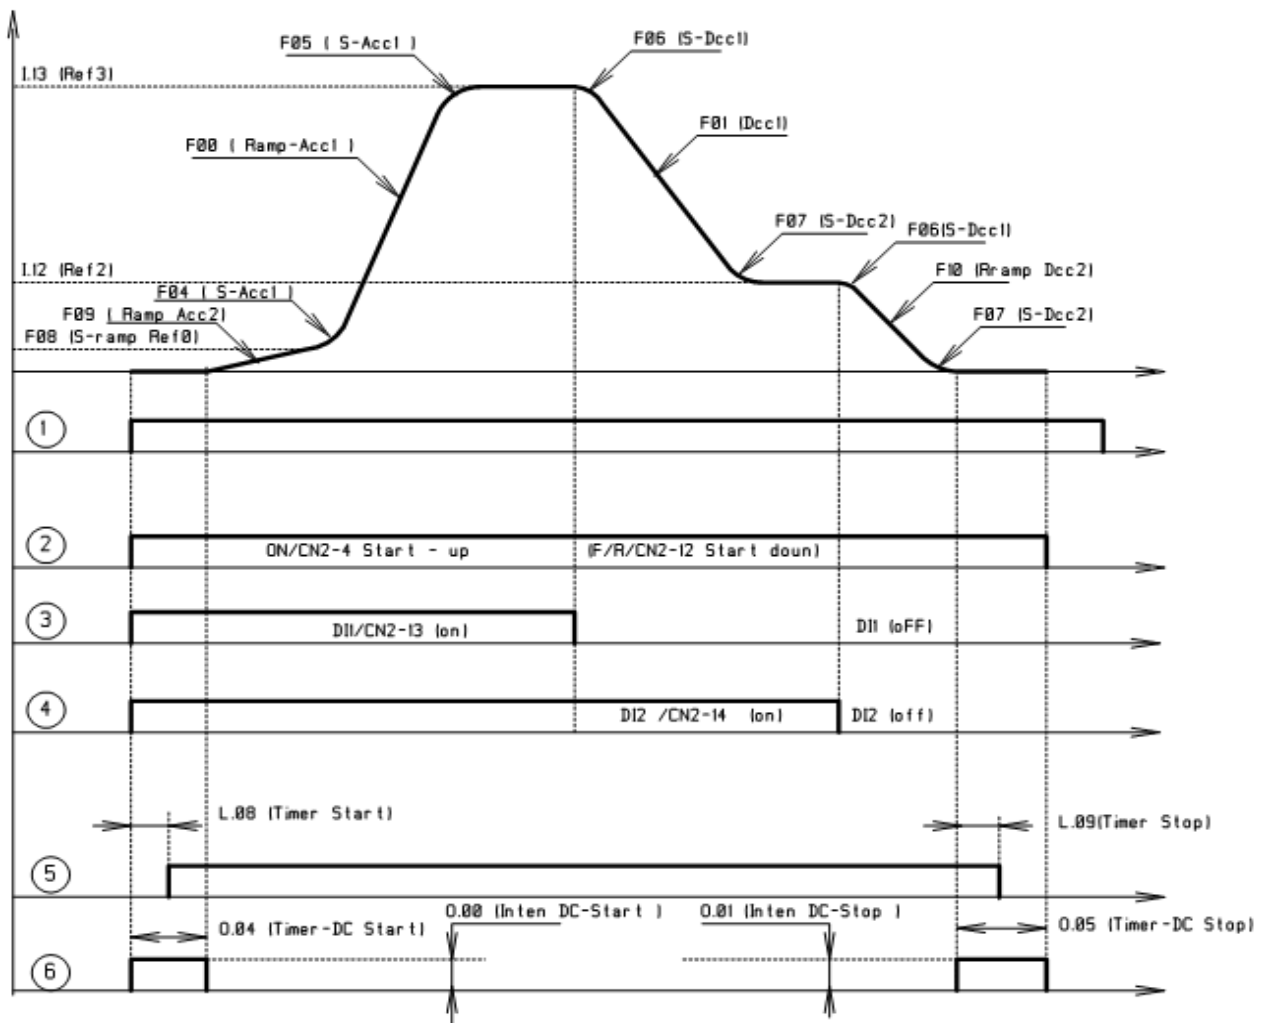 F05 ( S-Acc1 )
F06 (S-Dcc1)
I.13 (Ref3)
F01 (Dcc1)
F00 ( Ramp-Acc1 )
F07 (S-Dcc2)
F06(S-Dcc1)
I.12 (Ref2)
F10 (Rramp Dcc2)
F04 ( S-Acc1 )
F09 ( Ramp Acc2)
F07 (S-Dcc2)
F08 (S-ramp Ref0)
1
2
ON/CN2-4 Start - up
(F/R/CN2-12 Start doun)
3
DI1/CN2-13 (on)
DI1 (oFF)
4
DI2 /CN2-14 (on)
DI2 (off)
L.08 (Timer Start)
L.09(Timer Stop)
5
O.00 (Inten DC-Start )
O.01 (Inten DC-Stop )
O.04 (Timer-DC Start)
O.05 (Timer-DC Stop)
6